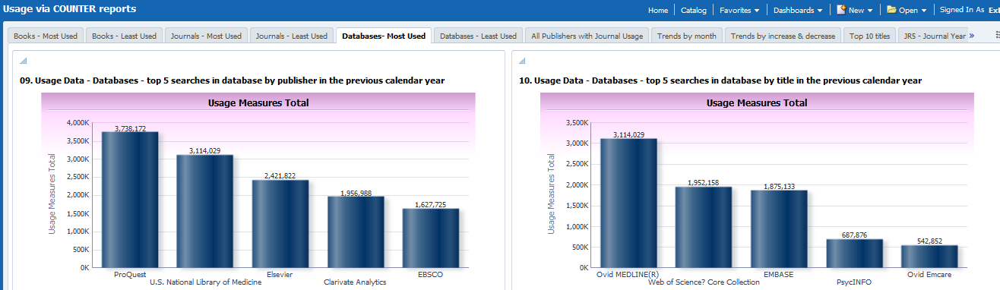 Usage via COUNTER reports
Home Catalog Favorites Dashboards New Open Signed In As Exl
Books - Most Used Books - Least Used Journals - Most Used Journals - Least Used Databases- Most Used Databases - Least Used All Publishers with Journal Usage Trends by month Trends by increase & decrease Top 10 titles JR5 - Journal Year »
09. Usage Data - Databases - top 5 searches in database by publisher in the previous calendar year
Usage Measures Total
Usage Measures Total
4,000K
3,500K
3,000K
2,500K
2,000K
1,500K
1,000K
500K
0K
3,738,172
3,114,029
2,421,822
1,956,988
1,627,725
ProQuest Elsevier EBSCO
U.S. National Library of Medicine Clarivate Analytics
10. Usage Data - Databases - top 5 searches in database by title in the previous calendar year
Usage Measures Total
Usage Measures Total
3,500K
3,000K
2,500K
2,000K
1,500K
1,000K
500K
0K
3,114,029
1,952,158
1,875,133
687,876
542,852
Ovid MEDLINE(R) EMBASE Ovid Emcare
Web of Science? Core Collection PsycINFO